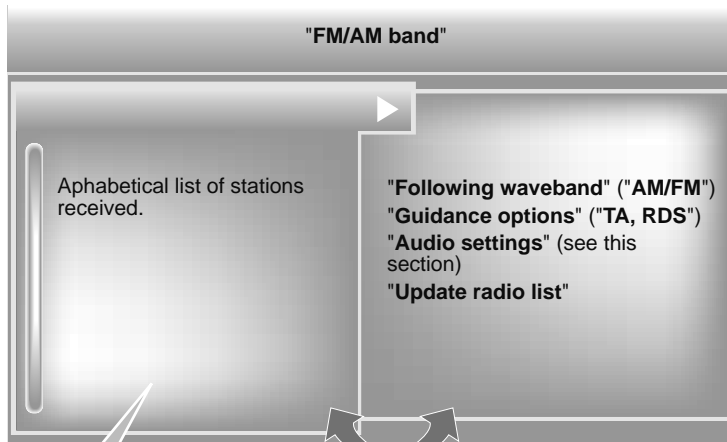 "FM/AM band"
Aphabetical list of stations
received.
"Following waveband" ("AM/FM")
"Guidance options" ("TA, RDS")
"Audio settings" (see this
section)
"Update radio list"